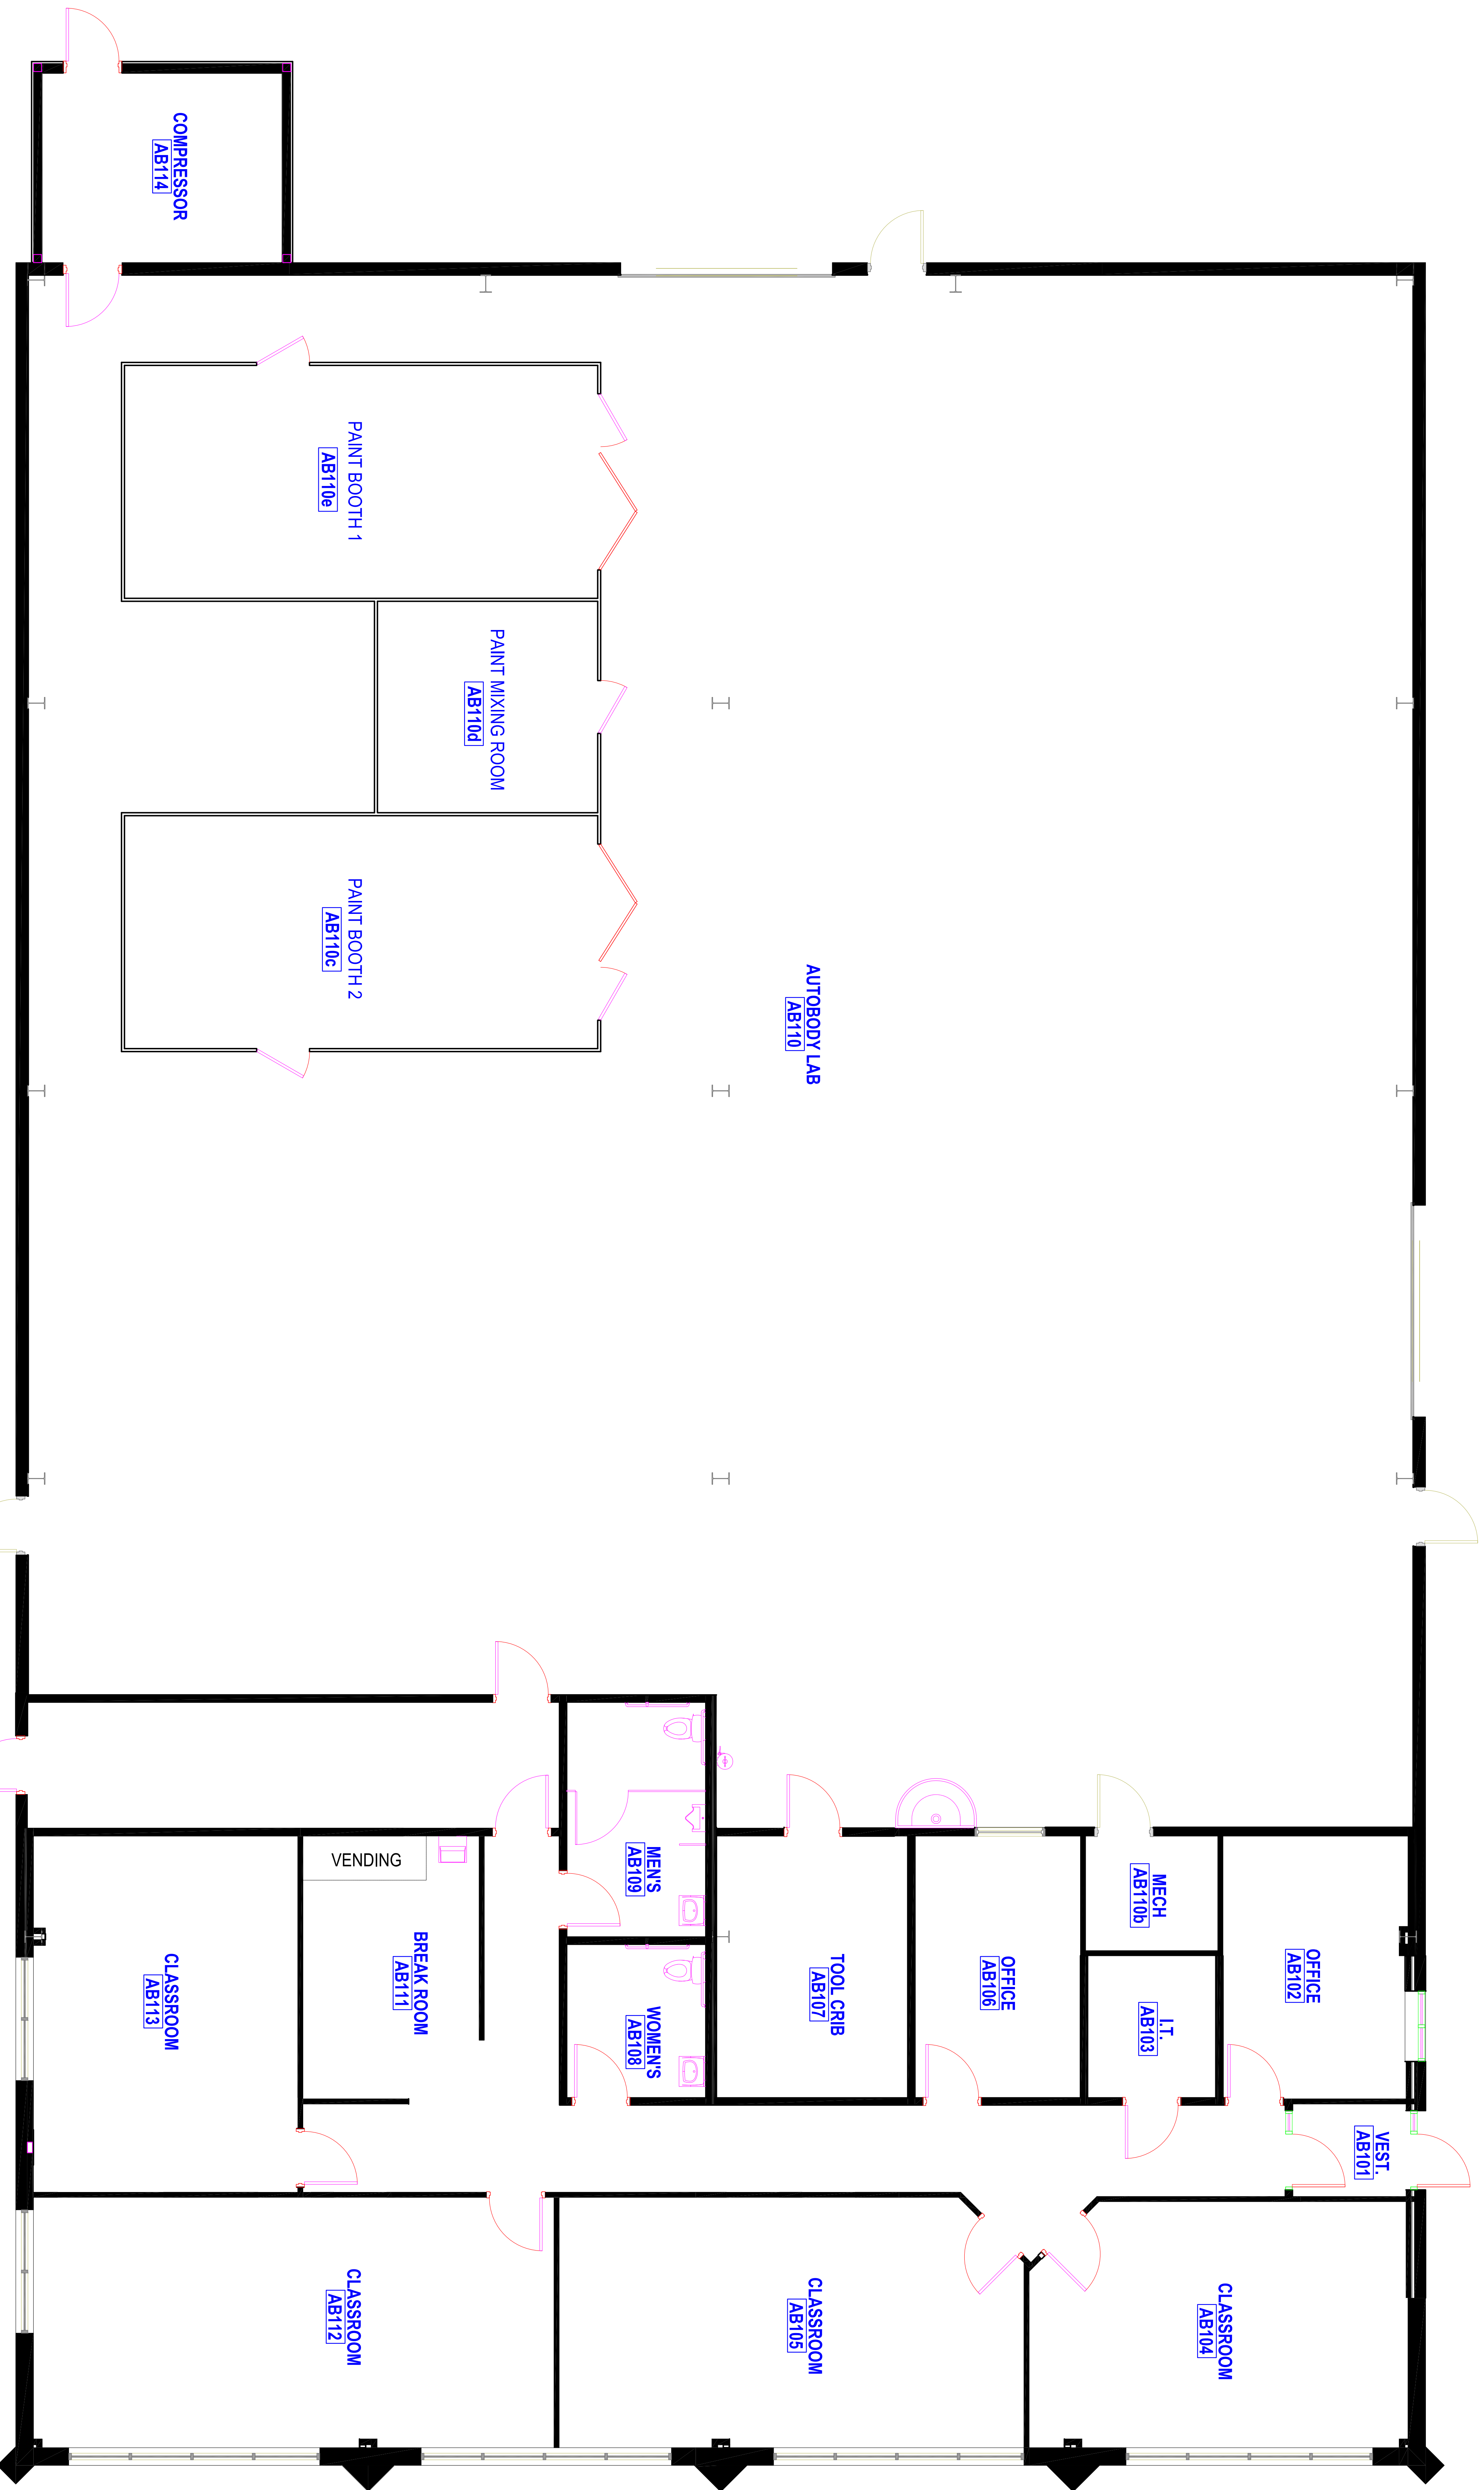 COMPRESSOR
AB114
PAINT BOOTH 1
AB110e
PAINT MIXING ROOM
AB110d
PAINT BOOTH 2
AB110c
AUTOBODY LAB
AB110
MEN'S
AB109
WOMEN'S
AB108
TOOL CRIB
AB107
OFFICE
AB106
MECH
AB110b
I.T.
AB103
OFFICE
AB102
VEST.
AB101
VENDING
BREAK ROOM
AB111
CLASSROOM
AB113
CLASSROOM
AB112
CLASSROOM
AB105
CLASSROOM
AB104